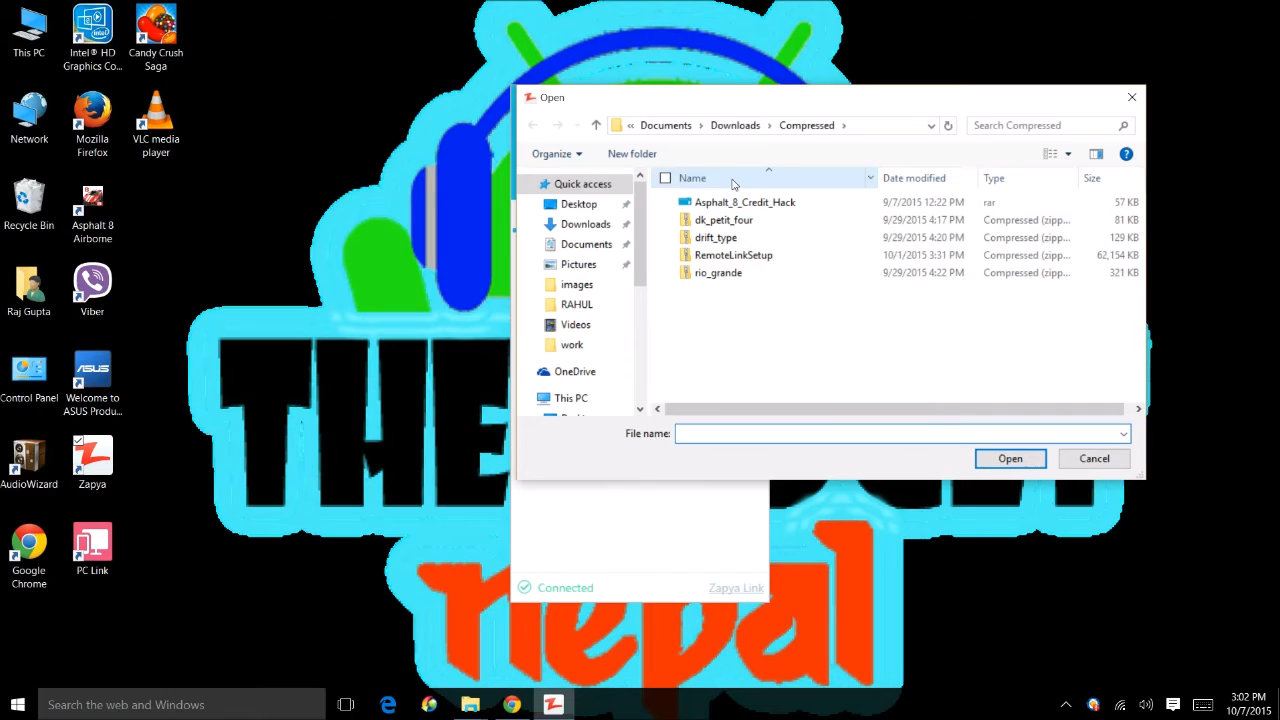 This PC
Intel® HD
Graphics Co...
Candy Crush
Saga
Network
Mozilla
Firefox
VLC media
player
Recycle Bin
Asphalt 8
Airborne
Raj Gupta
Viber
Control Panel
Welcome to
ASUS Produ...
AudioWizard
Zapya
Google
Chrome
PC Link
Open
« Documents › Downloads › Compressed ›
Search Compressed
Organize
New folder
Name
Date modified
Type
Size
Quick access
Desktop
Downloads
Documents
Pictures
images
RAHUL
Videos
work
OneDrive
This PC
Asphalt_8_Credit_Hack 9/7/2015 12:22 PM rar 57 KB
dk_petit_four 9/29/2015 4:17 PM Compressed (zipp... 81 KB
drift_type 9/29/2015 4:20 PM Compressed (zipp... 129 KB
RemoteLinkSetup 10/1/2015 3:31 PM Compressed (zipp... 62,154 KB
rio_grande 9/29/2015 4:22 PM Compressed (zipp... 321 KB
File name:
Open
Cancel
Connected
Zapya Link
nepal
Search the web and Windows
3:02 PM
10/7/2015